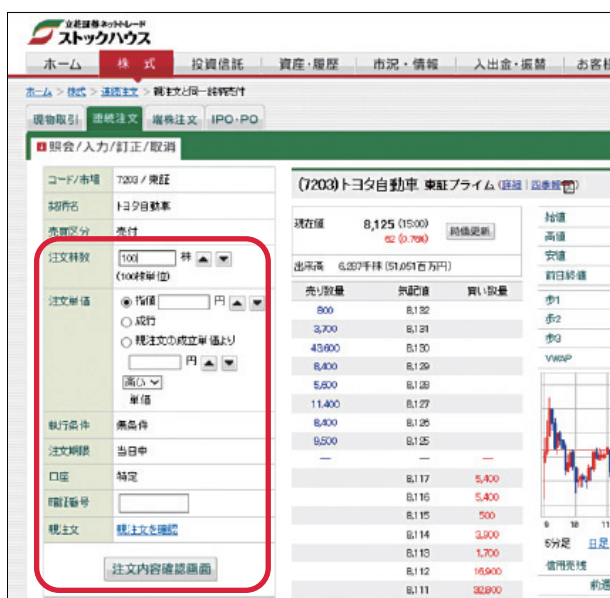 立花証券ネットトレード
ストックハウス
ホーム 株 式 投資信託 資産・履歴 市況・情報 入出金・振替 お客様
ホーム > 株式 > 連続注文 > 親注文と同一銘柄売付
現物取引 連続注文 端株注文 IPO・PO
照会/入力/訂正/取消
コード/市場 7203 / 東証
銘柄名 トヨタ自動車
売買区分 売付
注文株数 100 株
(100株単位)
注文単価 指値 円
成行
親注文の成立単価より
円
高い
単価
執行条件 無条件
注文期限 当日中
口座 特定
暗証番号
親注文 親注文を確認
注文内容確認画面
(7203)トヨタ自動車 東証プライム (詳細 | 四季報)
現在値 8,125 (15:00) 時価更新
62 (0.76%)
出来高 6,287千株 (51,051百万円)
売り数量 気配値 買い数量
800 8,132
3,700 8,131
43,600 8,130
8,400 8,129
5,600 8,128
11,400 8,127
8,400 8,126
9,500 8,125
— — —
8,117 5,400
8,116 5,400
8,115 500
8,114 3,900
8,113 1,700
8,112 16,900
8,111 32,800
始値
高値
安値
前日終値
歩1
歩2
歩3
VWAP
9 10 11
5分足 日足
信用売残
前週